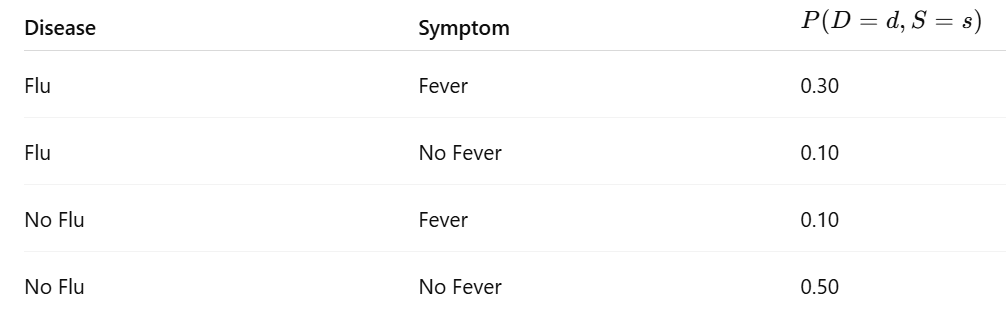 Disease Symptom P(D = d, S = s)
Flu Fever 0.30
Flu No Fever 0.10
No Flu Fever 0.10
No Flu No Fever 0.50